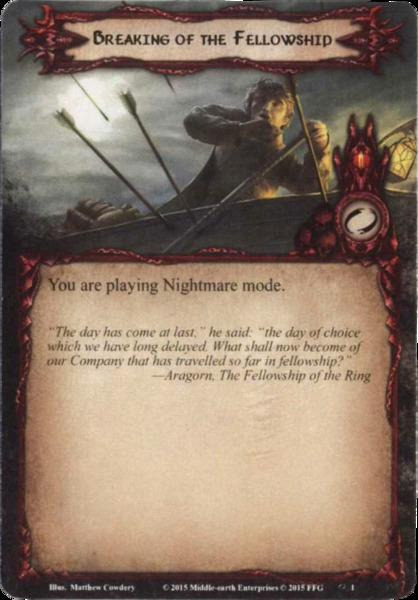 Breaking of the Fellowship
You are playing Nightmare mode.
"The day has come at last," he said: "the day of choice
which we have long delayed. What shall now become of
our Company that has travelled so far in fellowship?"
—Aragorn, The Fellowship of the Ring
Illus. Matthew Cowdery © 2015 Middle-earth Enterprises © 2015 FFG 1